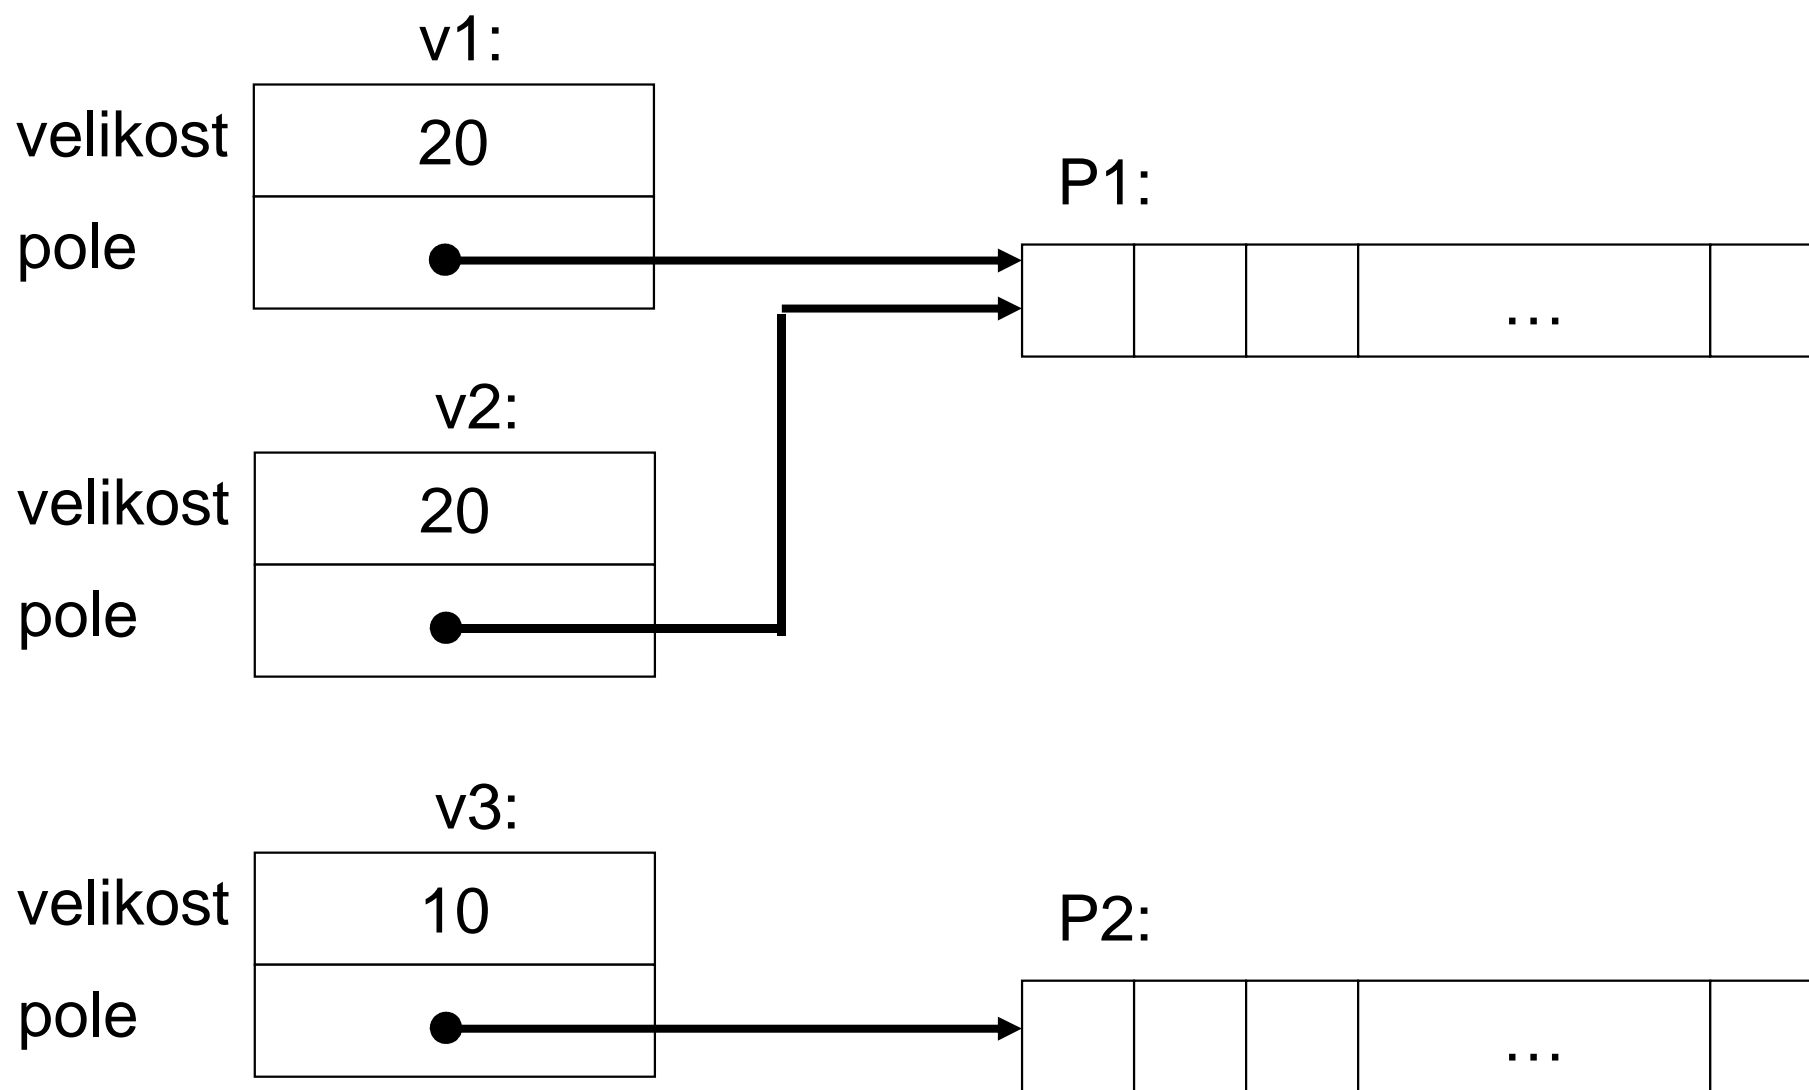 v1:
velikost 20
P1:
pole
…
v2:
velikost 20
pole
v3:
velikost 10
P2:
pole
…